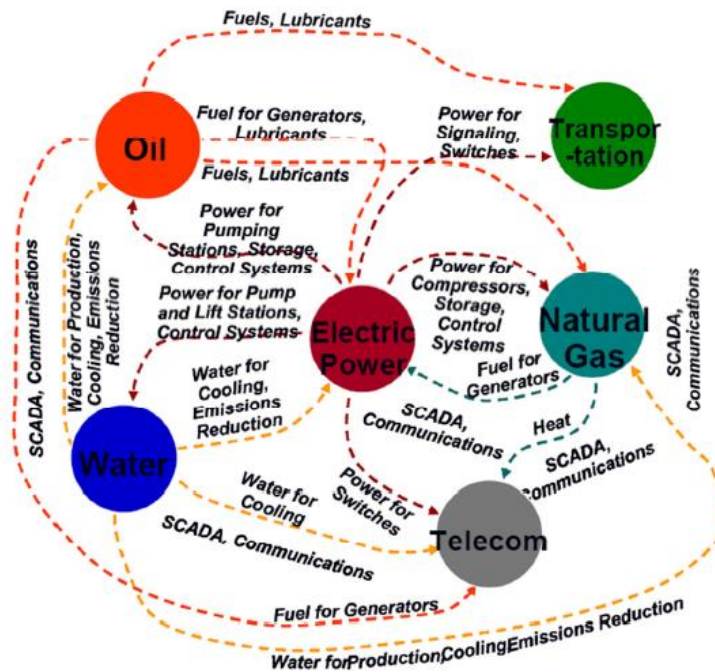 Fuels, Lubricants
Oil
Fuel for Generators,
Lubricants
Power for
Signaling,
Switches
Transpor
-tation
Fuels, Lubricants
Power for
Pumping
Stations, Storage,
Control Systems
Power for Pump
and Lift Stations,
Control Systems
Power for
Compressors,
Storage,
Control
Systems
Natural
Gas
SCADA, Communications
SCADA, Communications
Water for Production,
Cooling, Emissions
Reduction
Electric
Power
Fuel for
Generators
Water for
Cooling,
Emissions
Reduction
SCADA,
Communications
Heat
SCADA,
Communications
Water
Water for
Cooling
Power for
Switches
SCADA, Communications
Telecom
Fuel for Generators
Water for Production, Cooling Emissions Reduction